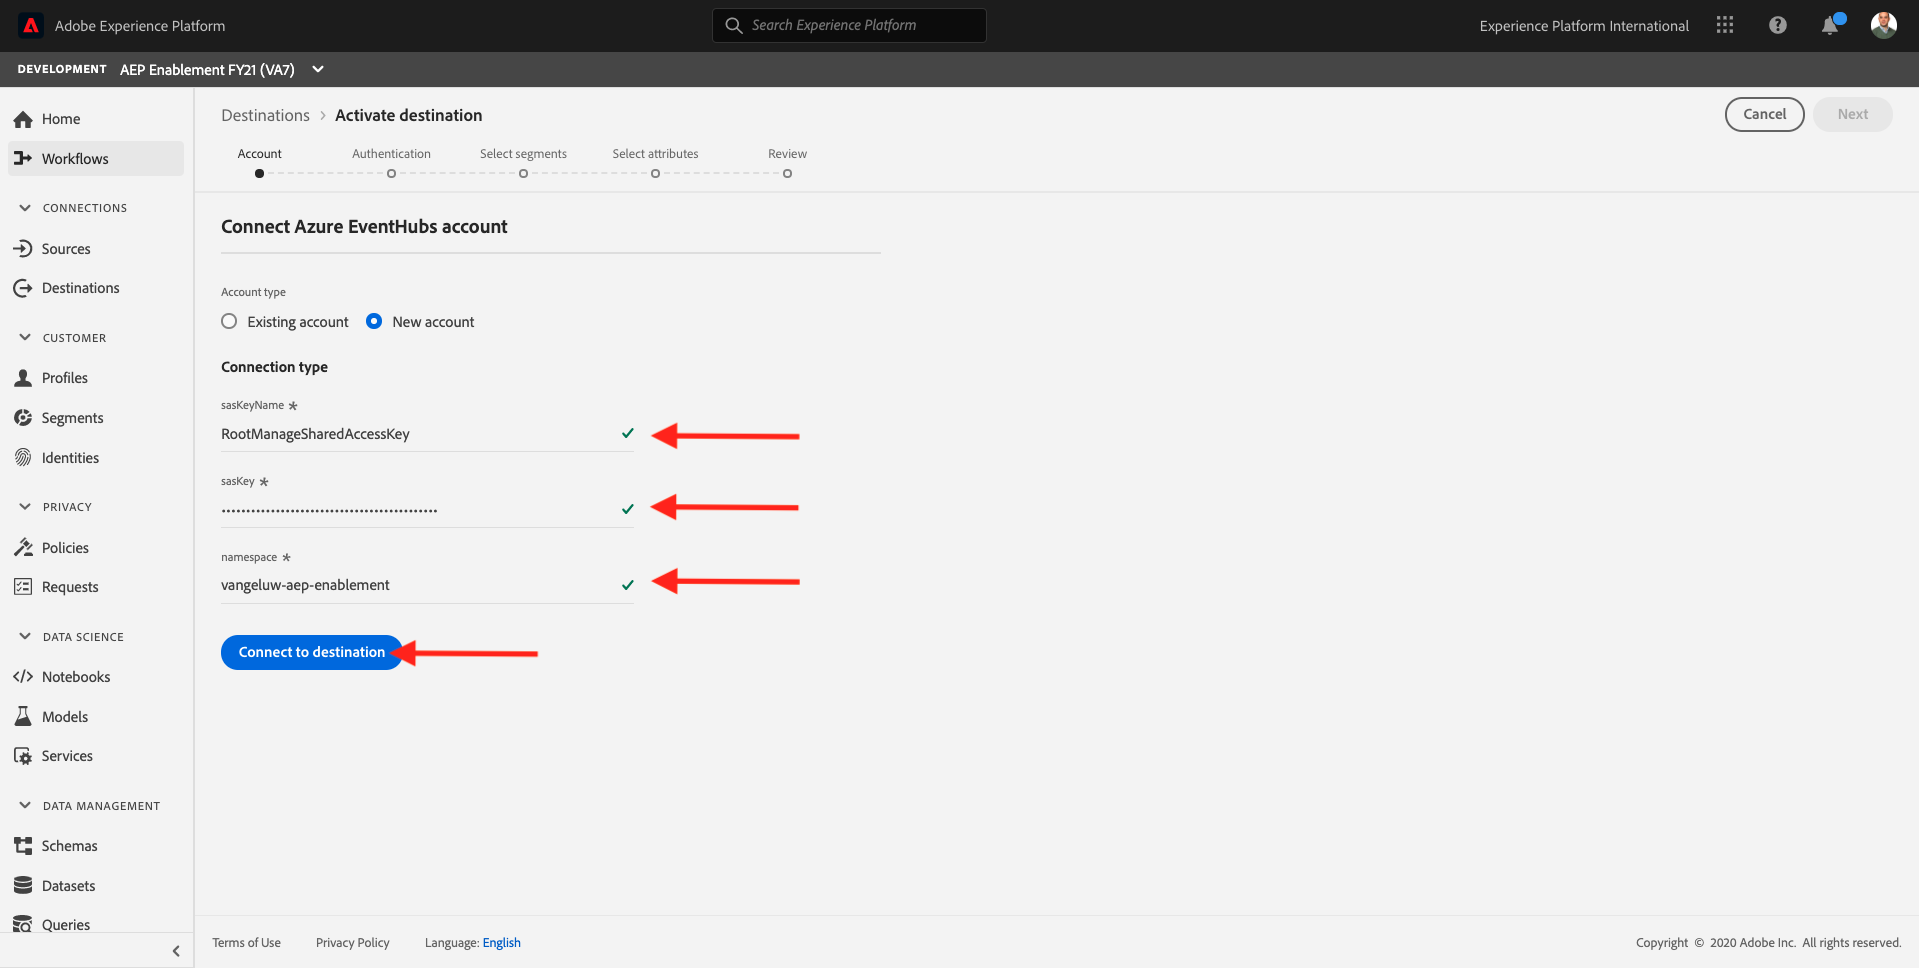 Adobe Experience Platform
Search Experience Platform
Experience Platform International
DEVELOPMENT AEP Enablement FY21 (VA7)
Home
Workflows
CONNECTIONS
Sources
Destinations
CUSTOMER
Profiles
Segments
Identities
PRIVACY
Policies
Requests
DATA SCIENCE
Notebooks
Models
Services
DATA MANAGEMENT
Schemas
Datasets
Queries
Destinations > Activate destination
Cancel
Next
Account Authentication Select segments Select attributes Review
Connect Azure EventHubs account
Account type
Existing account New account
Connection type
sasKeyName *
RootManageSharedAccessKey
sasKey *
namespace *
vangeluw-aep-enablement
Connect to destination
Terms of Use Privacy Policy Language: English
Copyright © 2020 Adobe Inc. All rights reserved.